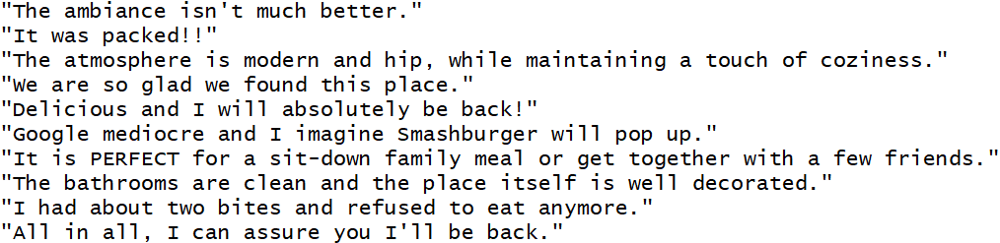 "The ambiance isn't much better."
"It was packed!!"
"The atmosphere is modern and hip, while maintaining a touch of coziness."
"We are so glad we found this place."
"Delicious and I will absolutely be back!"
"Google mediocre and I imagine Smashburger will pop up."
"It is PERFECT for a sit-down family meal or get together with a few friends."
"The bathrooms are clean and the place itself is well decorated."
"I had about two bites and refused to eat anymore."
"All in all, I can assure you I'll be back."